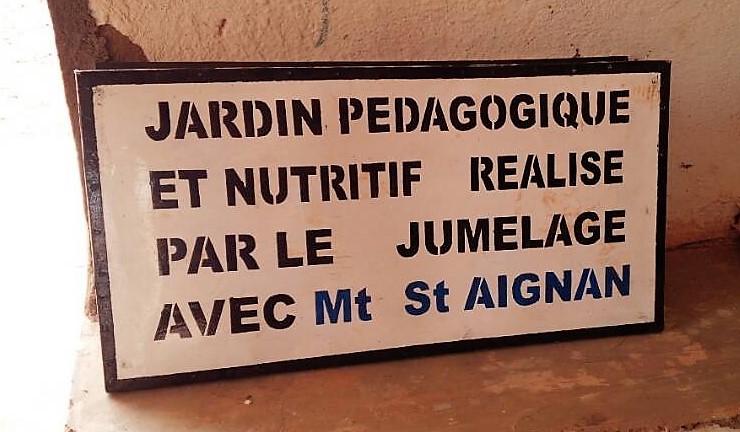 JARDIN PEDAGOGIQUE
ET NUTRITIF REALISE
PAR LE JUMELAGE
AVEC Mt St AIGNAN